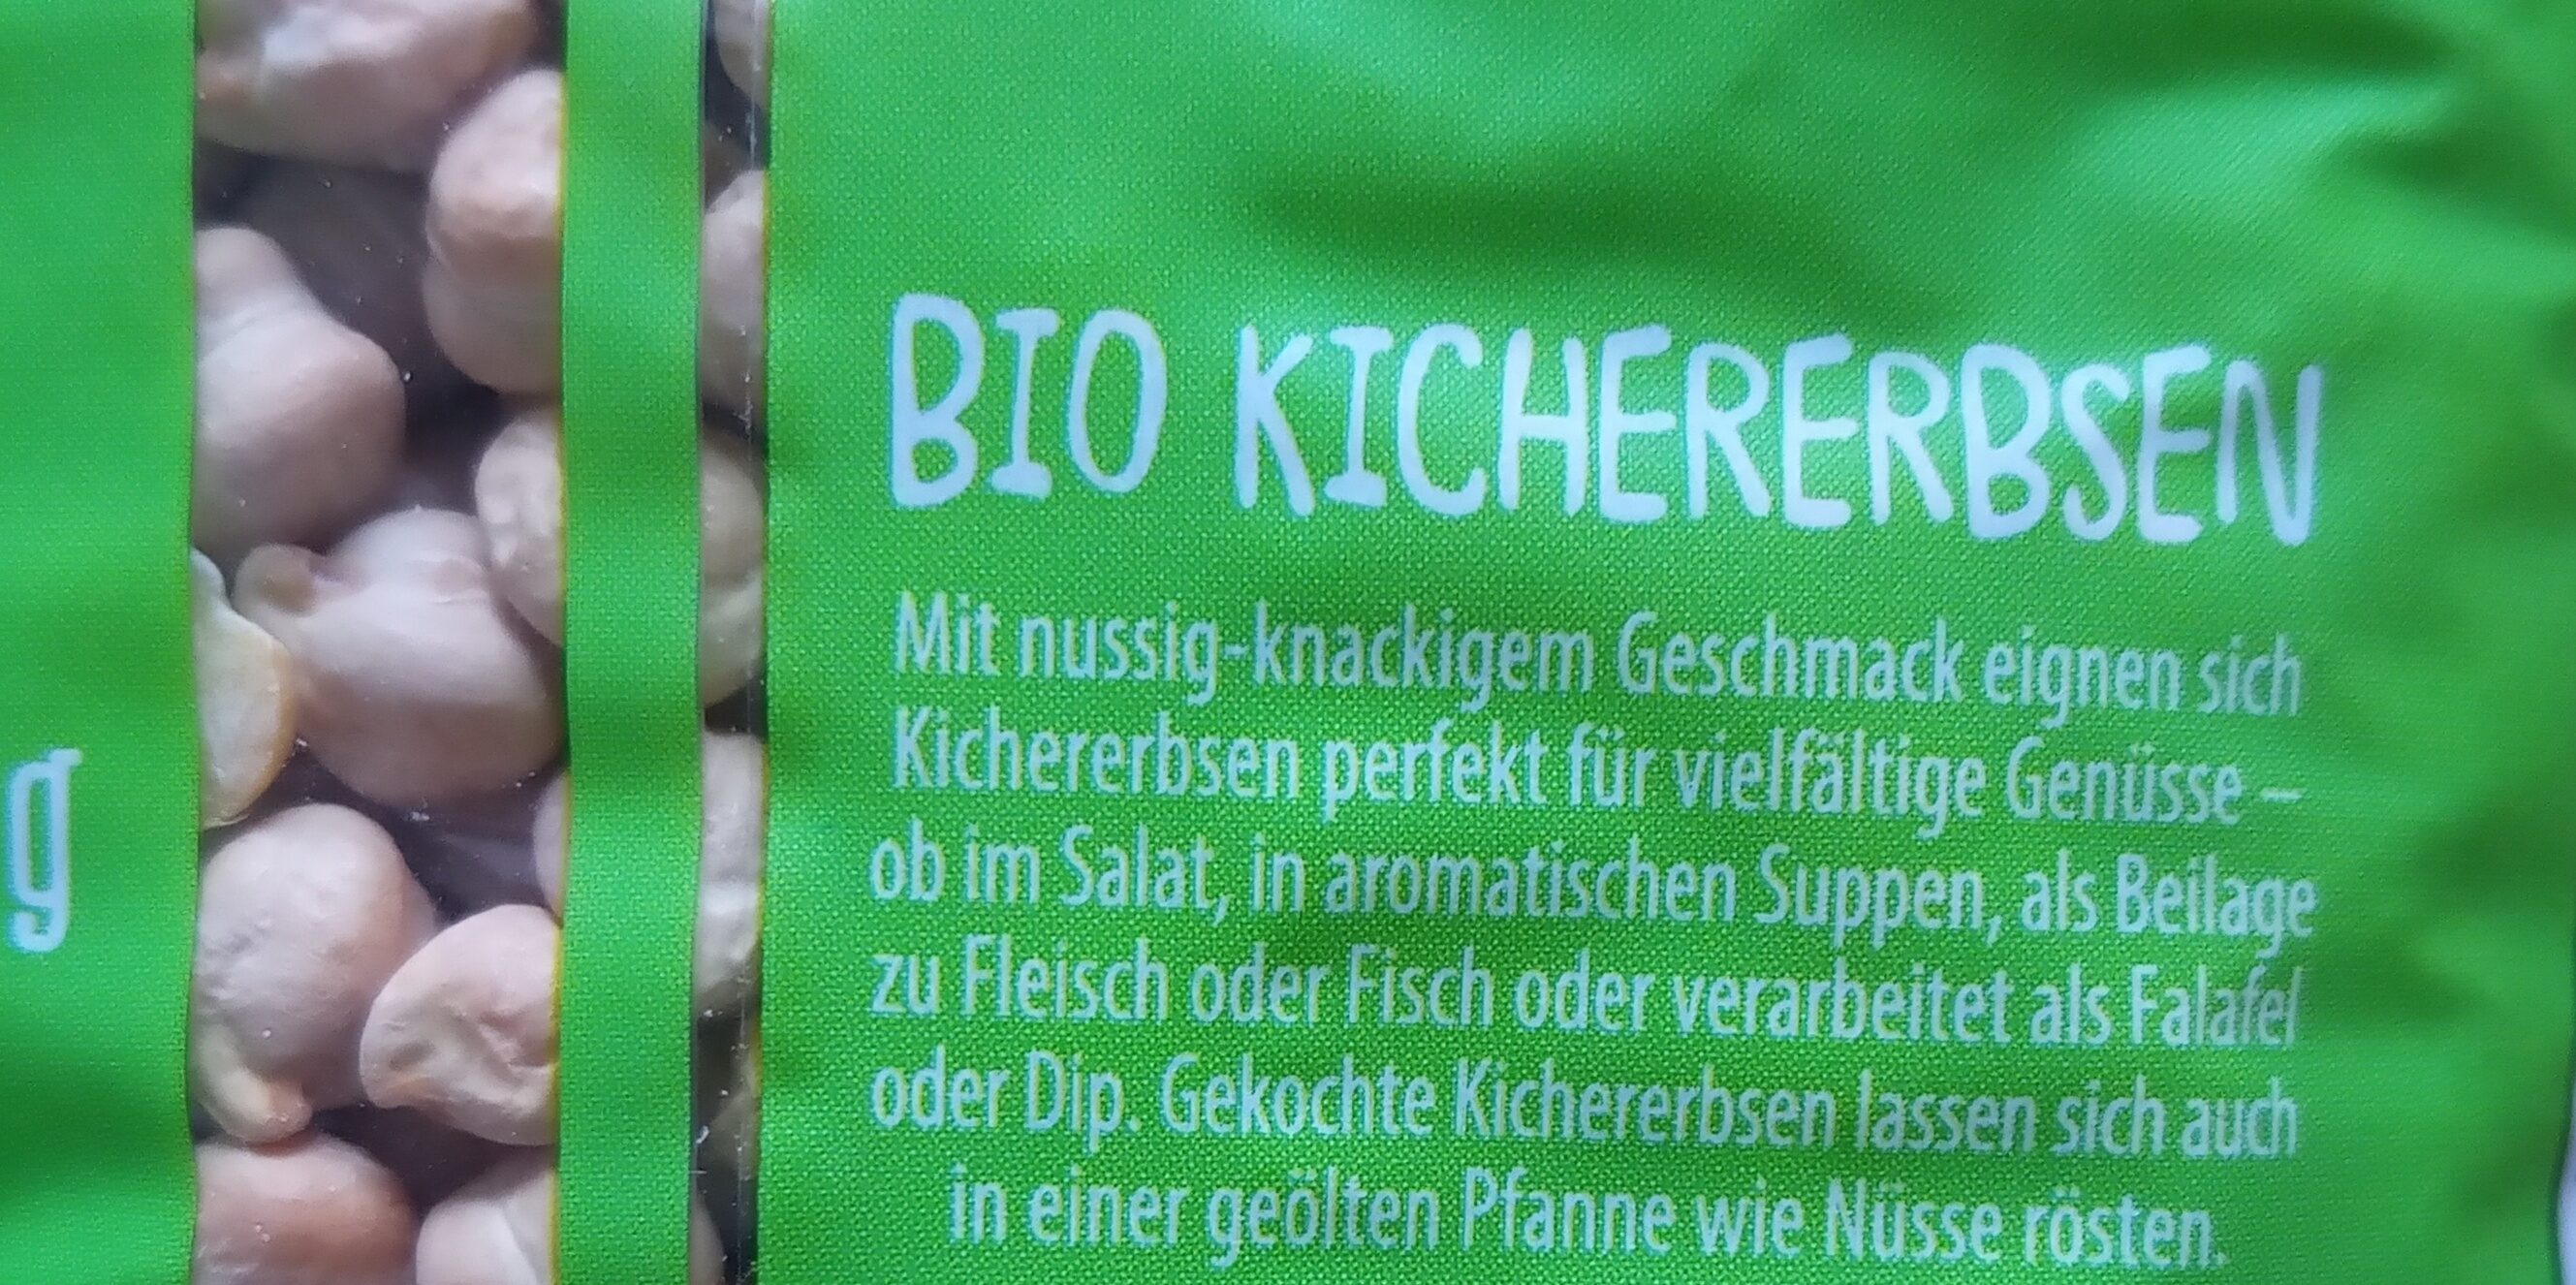 g
BIO KICHERERBSEN
Mit nussig-knackigem Geschmack eignen sich
Kichererbsen perfekt für vielfältige Genüsse –
ob im Salat, in aromatischen Suppen, als Beilage
zu Fleisch oder Fisch oder verarbeitet als Falafel
oder Dip. Gekochte Kichererbsen lassen sich auch
in einer geölten Pfanne wie Nüsse rösten.